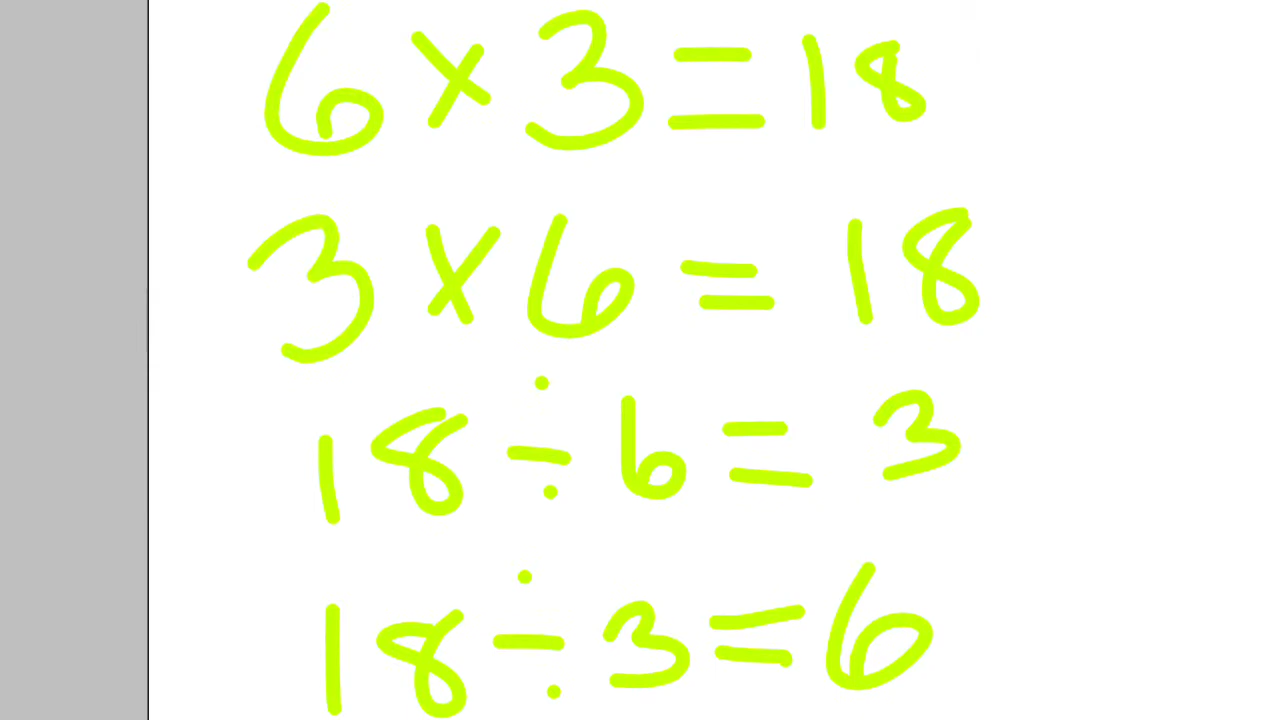 6 × 3 = 18
3 × 6 = 18
18 ÷ 6 = 3
18 ÷ 3 = 6